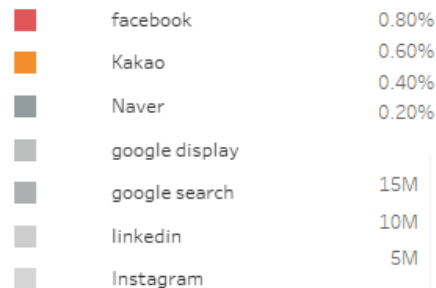 facebook
Kakao
Naver
google display
google search
linkedin
Instagram
0.80%
0.60%
0.40%
0.20%
15M
10M
5M